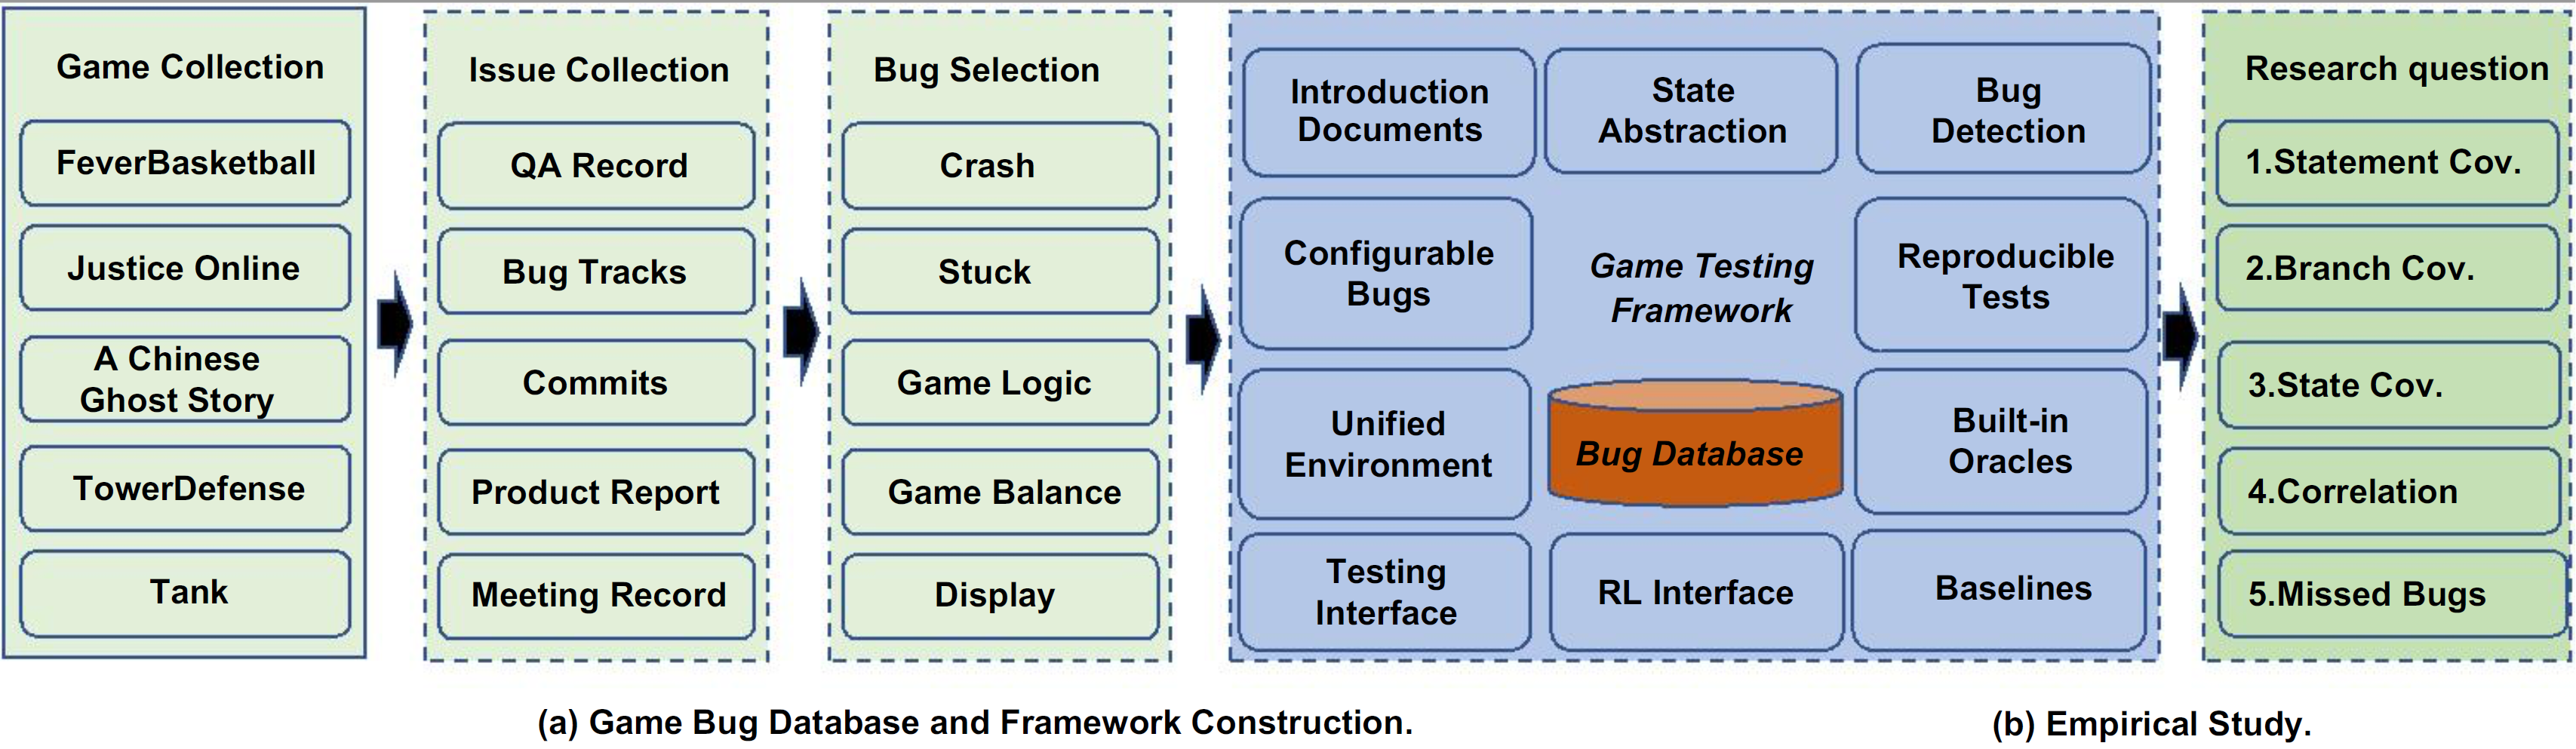 Game Collection
FeverBasketball
Justice Online
A Chinese
Ghost Story
TowerDefense
Tank
Issue Collection
QA Record
Bug Tracks
Commits
Product Report
Meeting Record
Bug Selection
Crash
Stuck
Game Logic
Game Balance
Display
Introduction
Documents
State
Abstraction
Bug
Detection
Configurable
Bugs
Game Testing
Framework
Reproducible
Tests
Unified
Environment
Bug Database
Built-in
Oracles
Testing
Interface
RL Interface
Baselines
Research question
1.Statement Cov.
2.Branch Cov.
3.State Cov.
4.Correlation
5.Missed Bugs
(a) Game Bug Database and Framework Construction.
(b) Empirical Study.